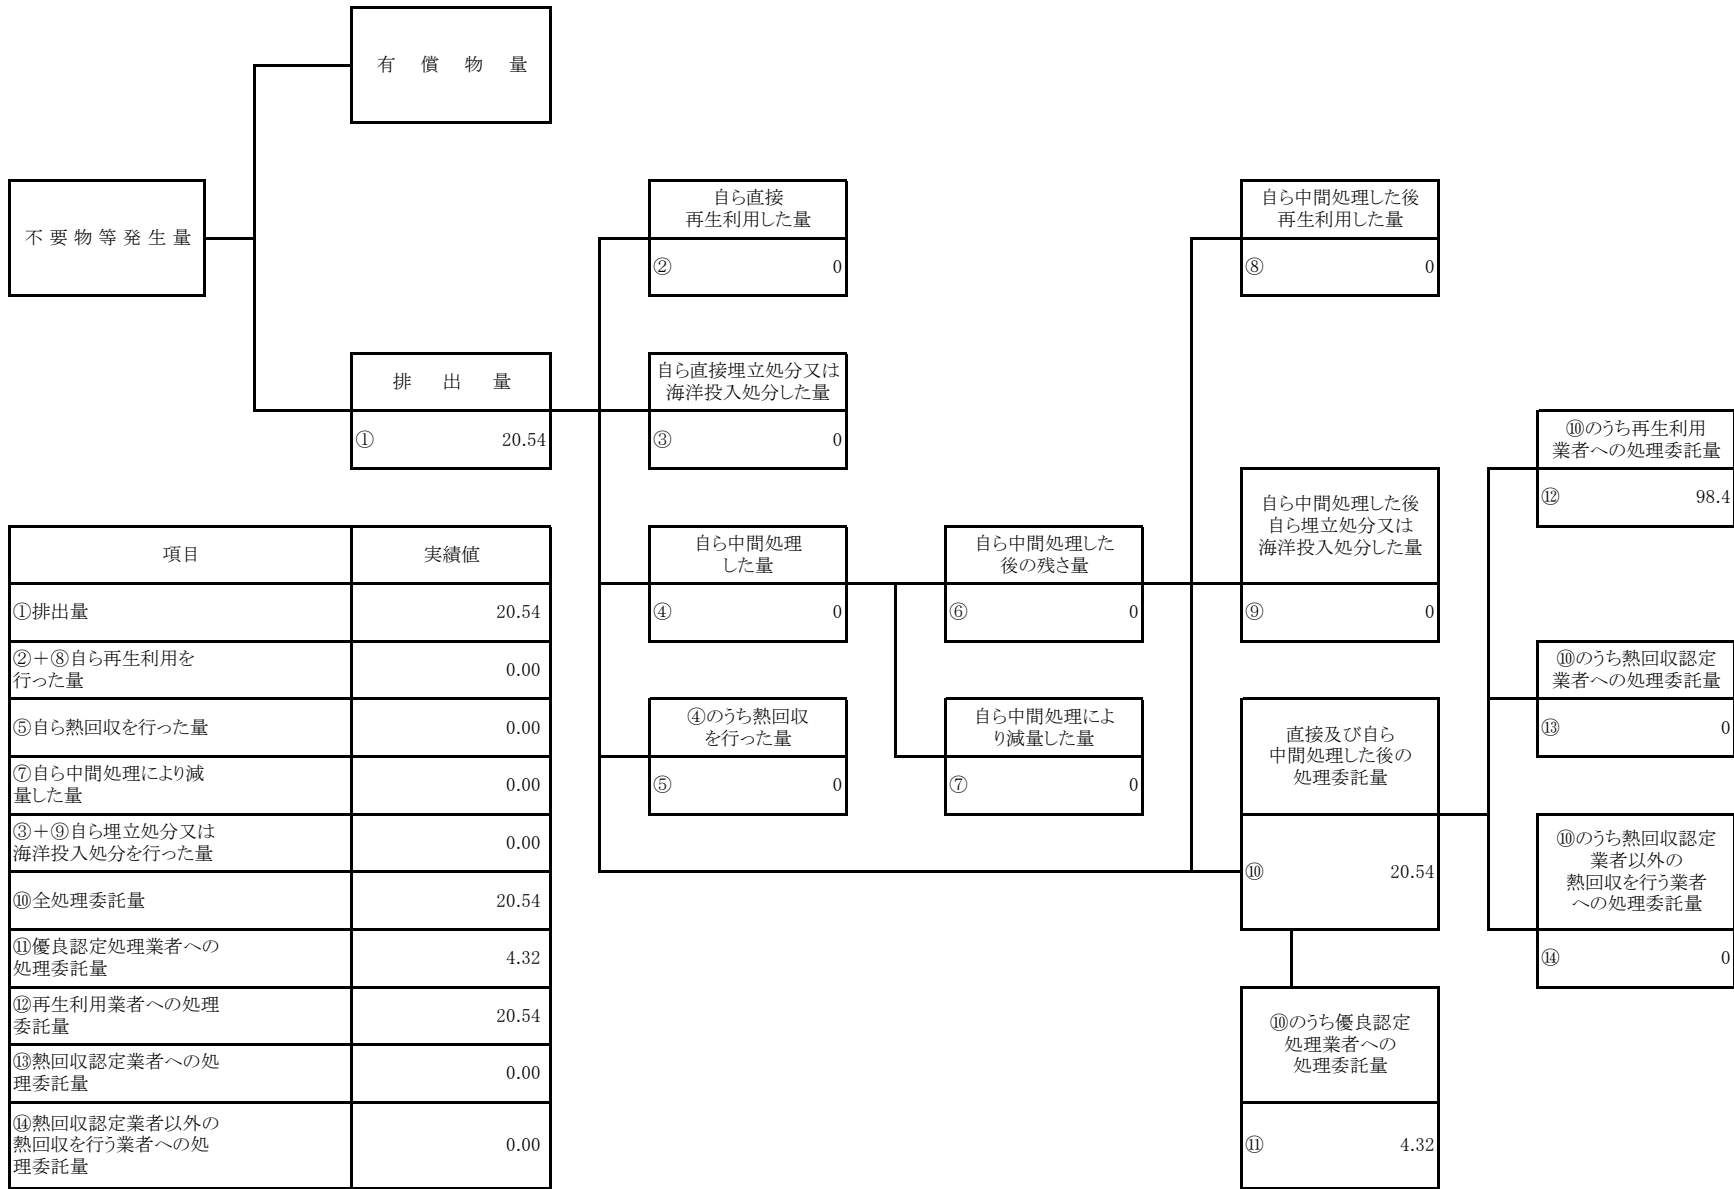 有償物量
不要物等発生量
排出量
① 20.54
自ら直接
再生利用した量
② 0
自ら直接埋立処分又は
海洋投入処分した量
③ 0
自ら中間処理
した量
④ 0
④のうち熱回収
を行った量
⑤ 0
自ら中間処理した
後の残さ量
⑥ 0
自ら中間処理によ
り減量した量
⑦ 0
自ら中間処理した後
再生利用した量
⑧ 0
自ら中間処理した後
自ら埋立処分又は
海洋投入処分した量
⑨ 0
直接及び自ら
中間処理した後の
処理委託量
⑩ 20.54
⑩のうち優良認定
処理業者への
処理委託量
⑪ 4.32
⑩のうち再生利用
業者への処理委託量
⑫ 98.4
⑩のうち熱回収認定
業者への処理委託量
⑬ 0
⑩のうち熱回収認定
業者以外の
熱回収を行う業者
への処理委託量
⑭ 0
項目 実績値
①排出量 20.54
②+⑧自ら再生利用を
行った量 0.00
⑤自ら熱回収を行った量 0.00
⑦自ら中間処理により減
量した量 0.00
③+⑨自ら埋立処分又は
海洋投入処分を行った量 0.00
⑩全処理委託量 20.54
⑪優良認定処理業者への
処理委託量 4.32
⑫再生利用業者への処理
委託量 20.54
⑬熱回収認定業者への処
理委託量 0.00
⑭熱回収認定業者以外の
熱回収を行う業者への処
理委託量 0.00